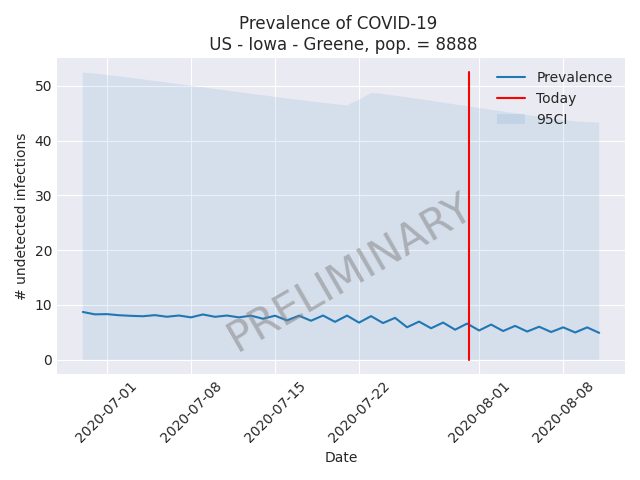 Prevalence of COVID-19
US - Iowa - Greene, pop. = 8888
Prevalence
Today
95CI
50
40
30
20
10
0
# undetected infections
PRELIMINARY
2020-07-01
2020-07-08
2020-07-15
2020-07-22
2020-08-01
2020-08-08
Date